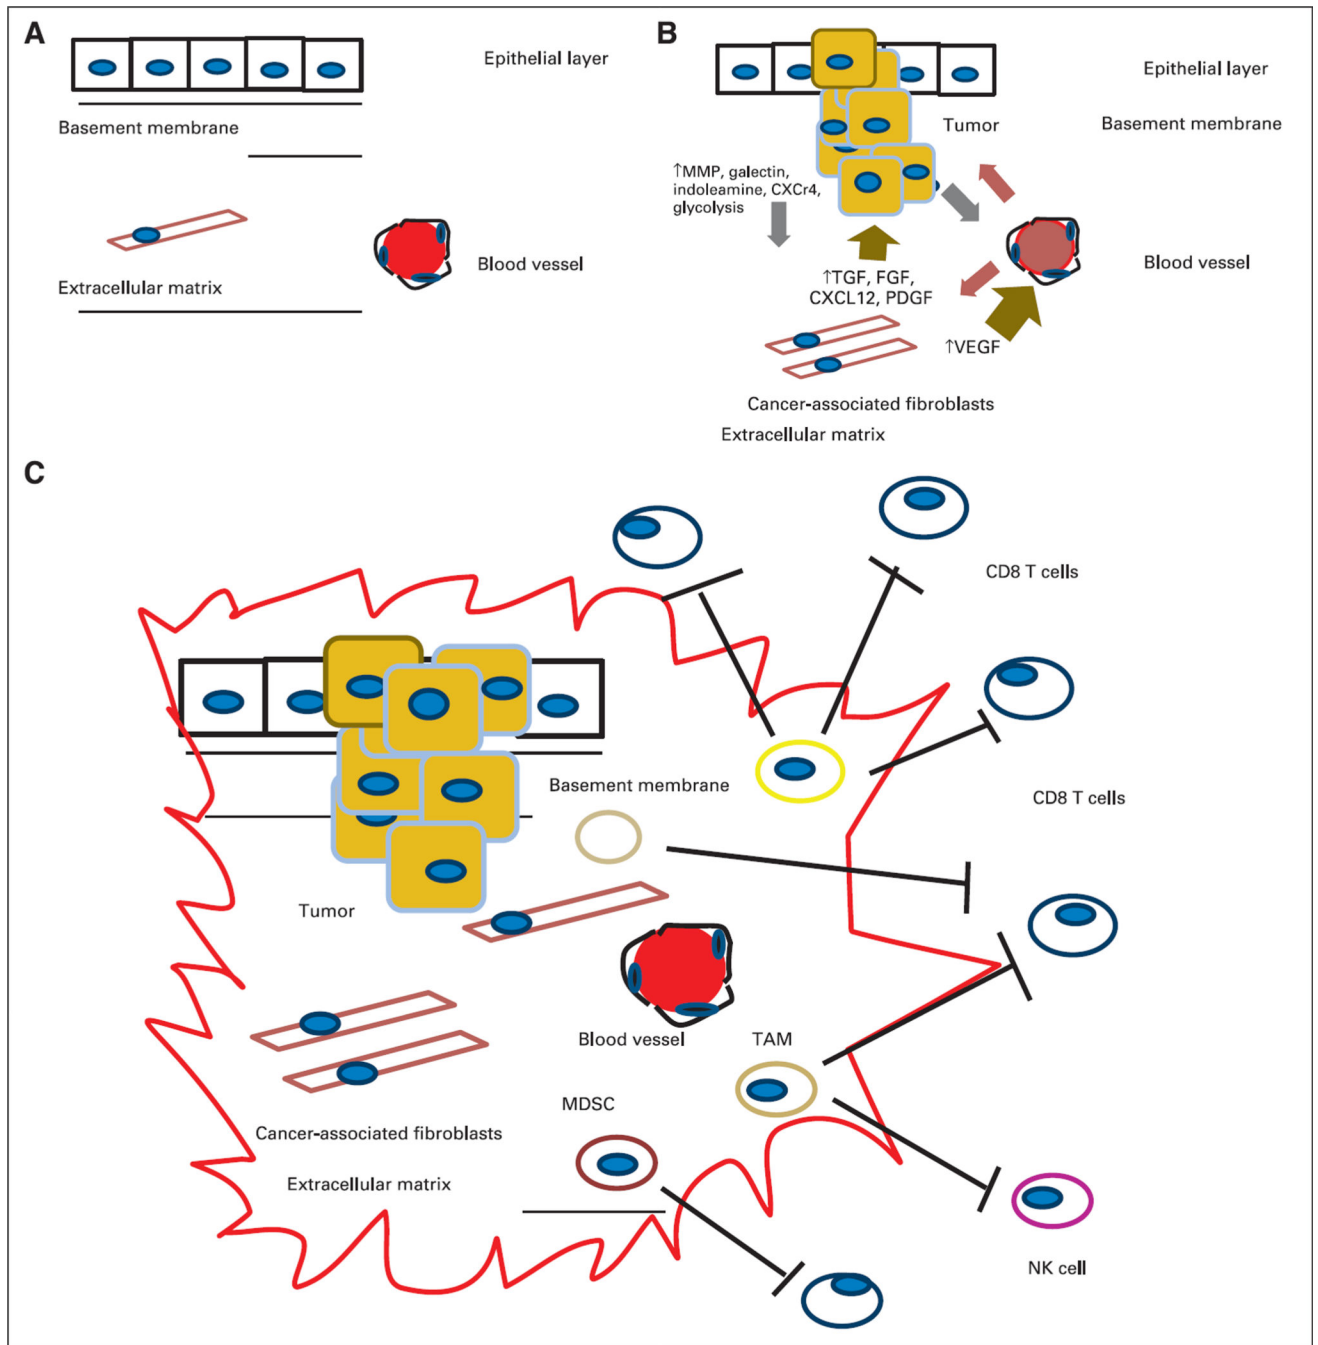 A
Epithelial layer
Basement membrane
Extracellular matrix
Blood vessel
B
Epithelial layer
Tumor
Basement membrane
↑MMP, galectin,
indoleamine, CXCr4,
glycolysis
Blood vessel
↑TGF, FGF,
CXCL12, PDGF
↑VEGF
Cancer-associated fibroblasts
Extracellular matrix
C
CD8 T cells
Basement membrane
CD8 T cells
Tumor
Blood vessel
TAM
MDSC
Cancer-associated fibroblasts
Extracellular matrix
NK cell